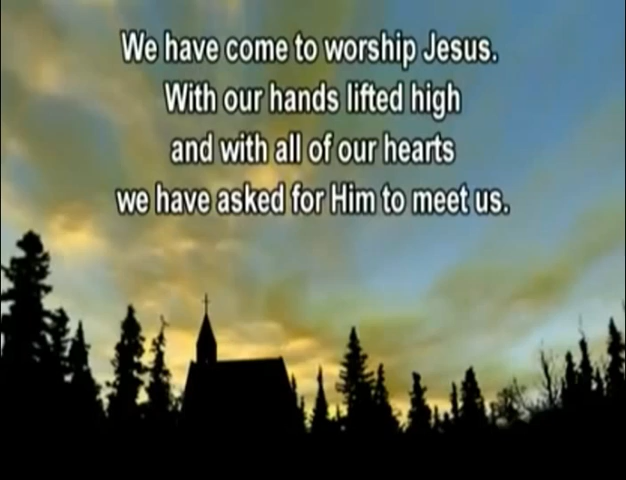 We have come to worship Jesus.
With our hands lifted high
and with all of our hearts
we have asked for Him to meet us.